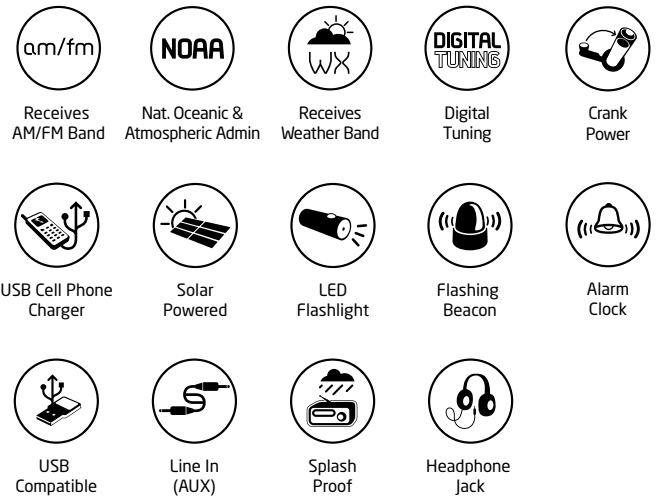 am/fm
Receives
AM/FM Band
NOAA
Nat. Oceanic &
Atmospheric Admin
WX
Receives
Weather Band
DIGITAL
TUNING
Digital
Tuning
Crank
Power
USB Cell Phone
Charger
Solar
Powered
LED
Flashlight
Flashing
Beacon
Alarm
Clock
USB
Compatible
Line In
(AUX)
Splash
Proof
Headphone
Jack